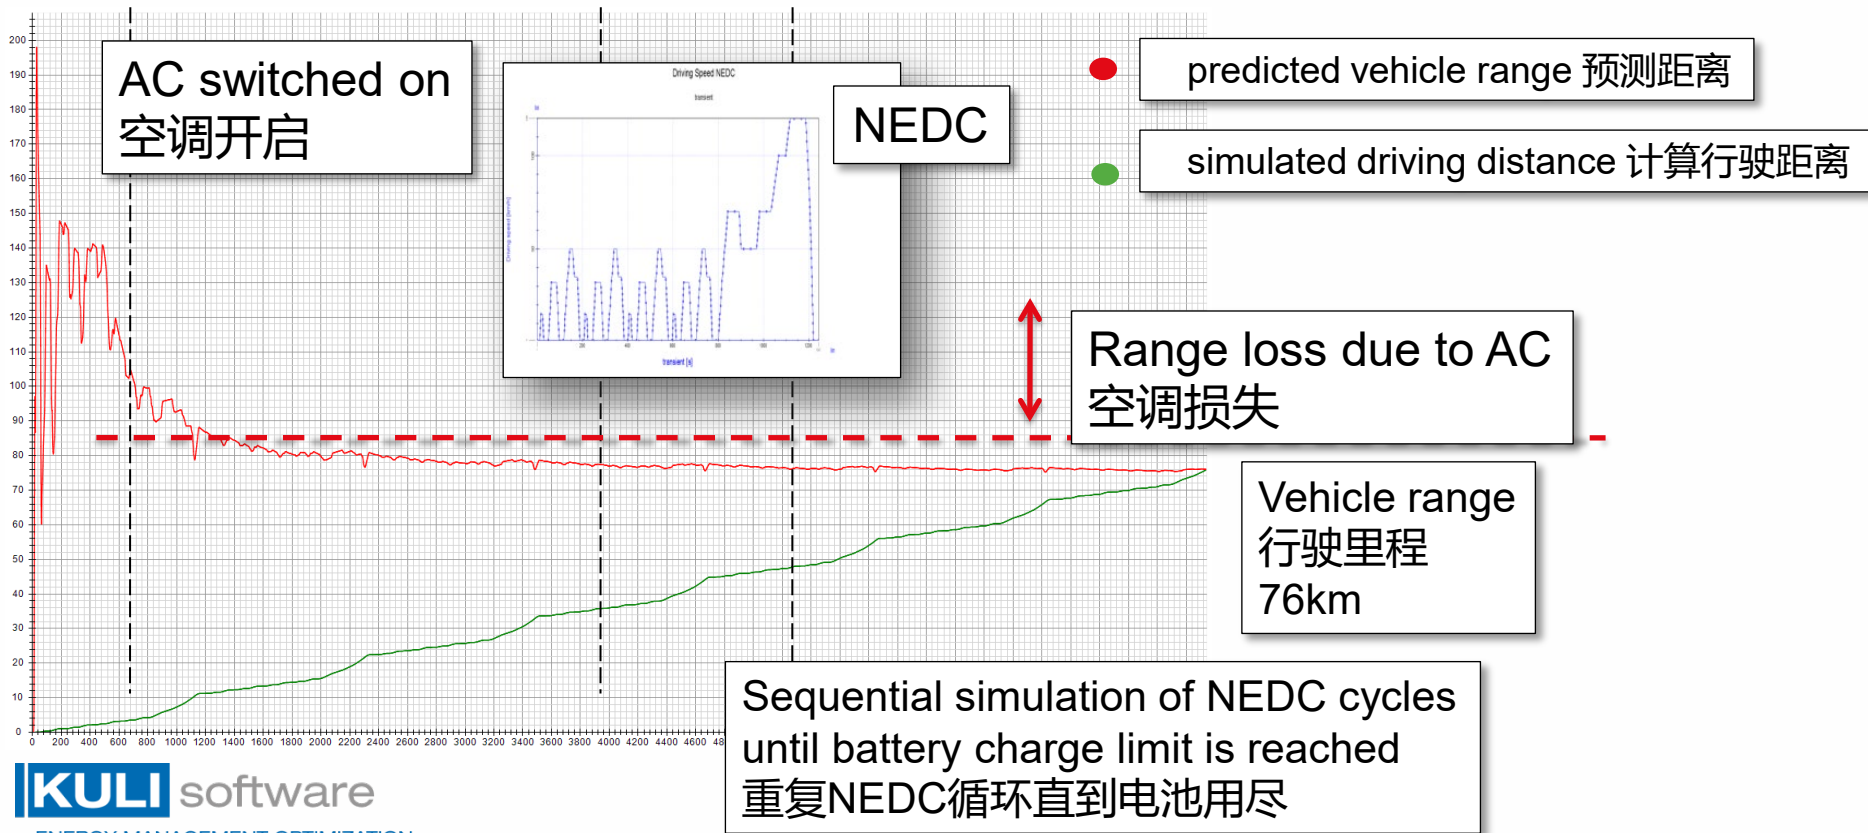 200
190
180
170
160
150
140
130
120
110
100
90
80
70
60
50
40
30
20
10
0
0 200 400 600 800 1000 1200 1400 1600 1800 2000 2200 2400 2600 2800 3000 3200 3400 3600 3800 4000 4200 4400 4600
AC switched on
空调开启
Driving Speed NEDC
transient
transient [s]
NEDC
predicted vehicle range 预测距离
simulated driving distance 计算行驶距离
Range loss due to AC
空调损失
Vehicle range
行驶里程
76km
Sequential simulation of NEDC cycles
until battery charge limit is reached
重复NEDC循环直到电池用尽
KULI software
ENERGY MANAGEMENT OPTIMIZATION